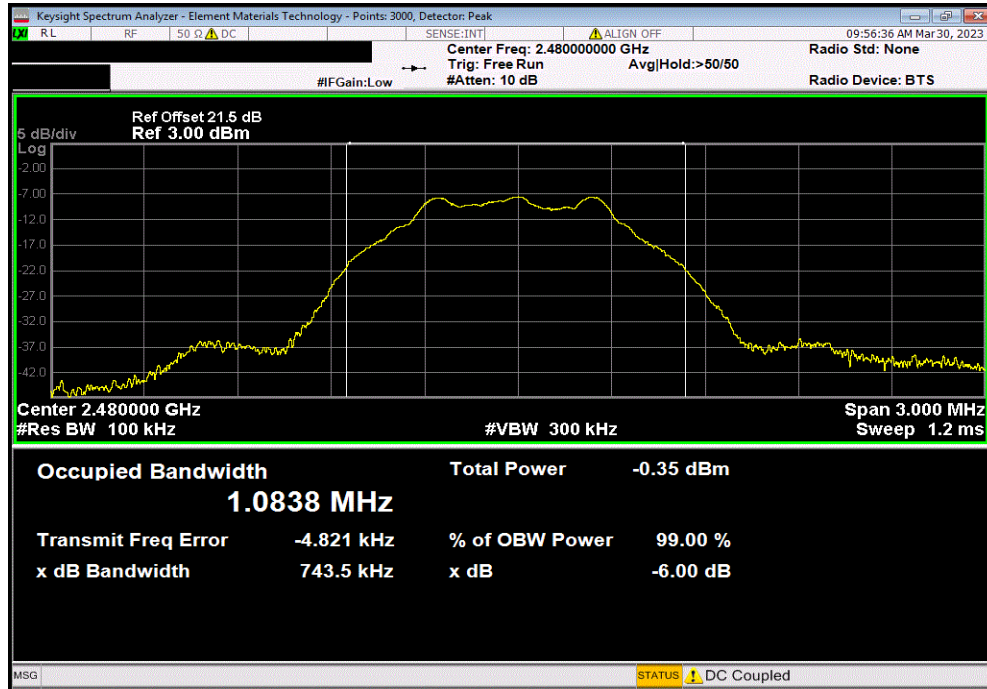 Keysight Spectrum Analyzer - Element Materials Technology - Points: 3000, Detector: Peak
LXI RL RF 50 Ω DC SENSE:INT ALIGN OFF 09:56:36 AM Mar 30, 2023
Center Freq: 2.480000000 GHz Radio Std: None
Trig: Free Run Avg|Hold:>50/50
#IFGain:Low #Atten: 10 dB Radio Device: BTS
Ref Offset 21.5 dB
5 dB/div Ref 3.00 dBm
Log
-2.00
-7.00
-12.0
-17.0
-22.0
-27.0
-32.0
-37.0
-42.0
Center 2.480000 GHz Span 3.000 MHz
#Res BW 100 kHz #VBW 300 kHz Sweep 1.2 ms
Occupied Bandwidth Total Power -0.35 dBm
1.0838 MHz
Transmit Freq Error -4.821 kHz % of OBW Power 99.00 %
x dB Bandwidth 743.5 kHz x dB -6.00 dB
MSG STATUS DC Coupled